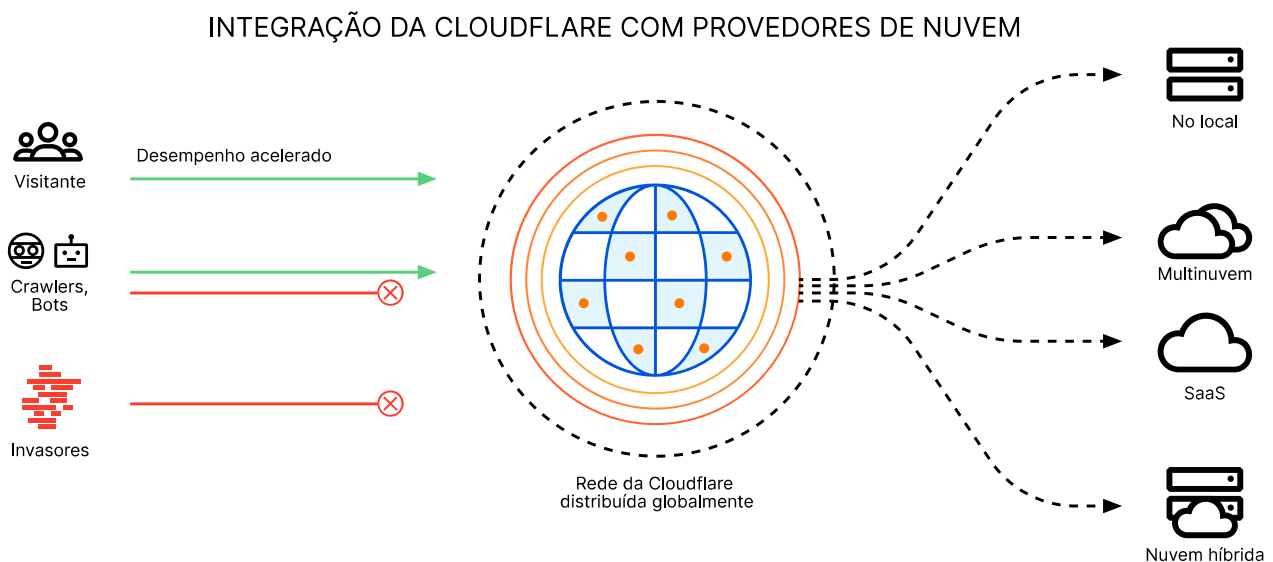 INTEGRAÇÃO DA CLOUDFLARE COM PROVEDORES DE NUVEM
Visitante
Desempenho acelerado
Crawlers,
Bots
Invasores
Rede da Cloudflare
distribuída globalmente
No local
Multinuvem
SaaS
Nuvem híbrida